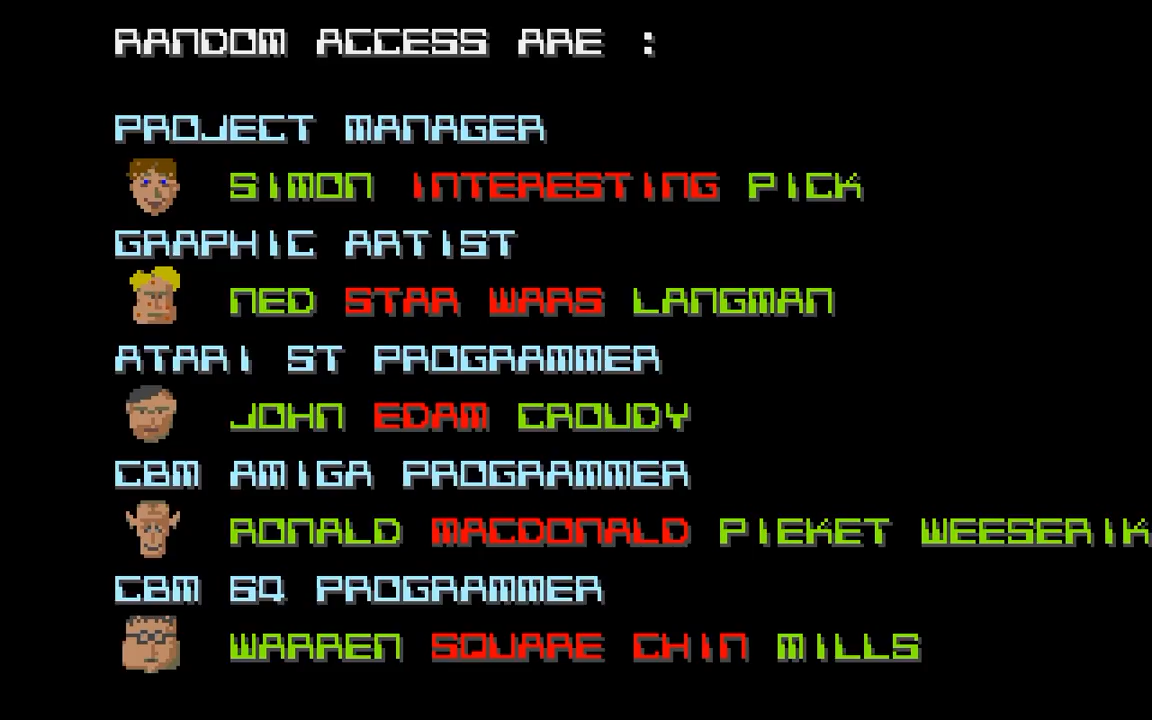 RANDOM ACCESS ARE :
PROJECT MANAGER
SIMON INTERESTING PICK
GRAPHIC ARTIST
NED STAR WARS LANGMAN
ATARI ST PROGRAMMER
JOHN EDAM CROUDY
CBM AMIGA PROGRAMMER
RONALD MACDONALD PIEKET WEESERIK
CBM 64 PROGRAMMER
WARREN SQUARE CHIN MILLS